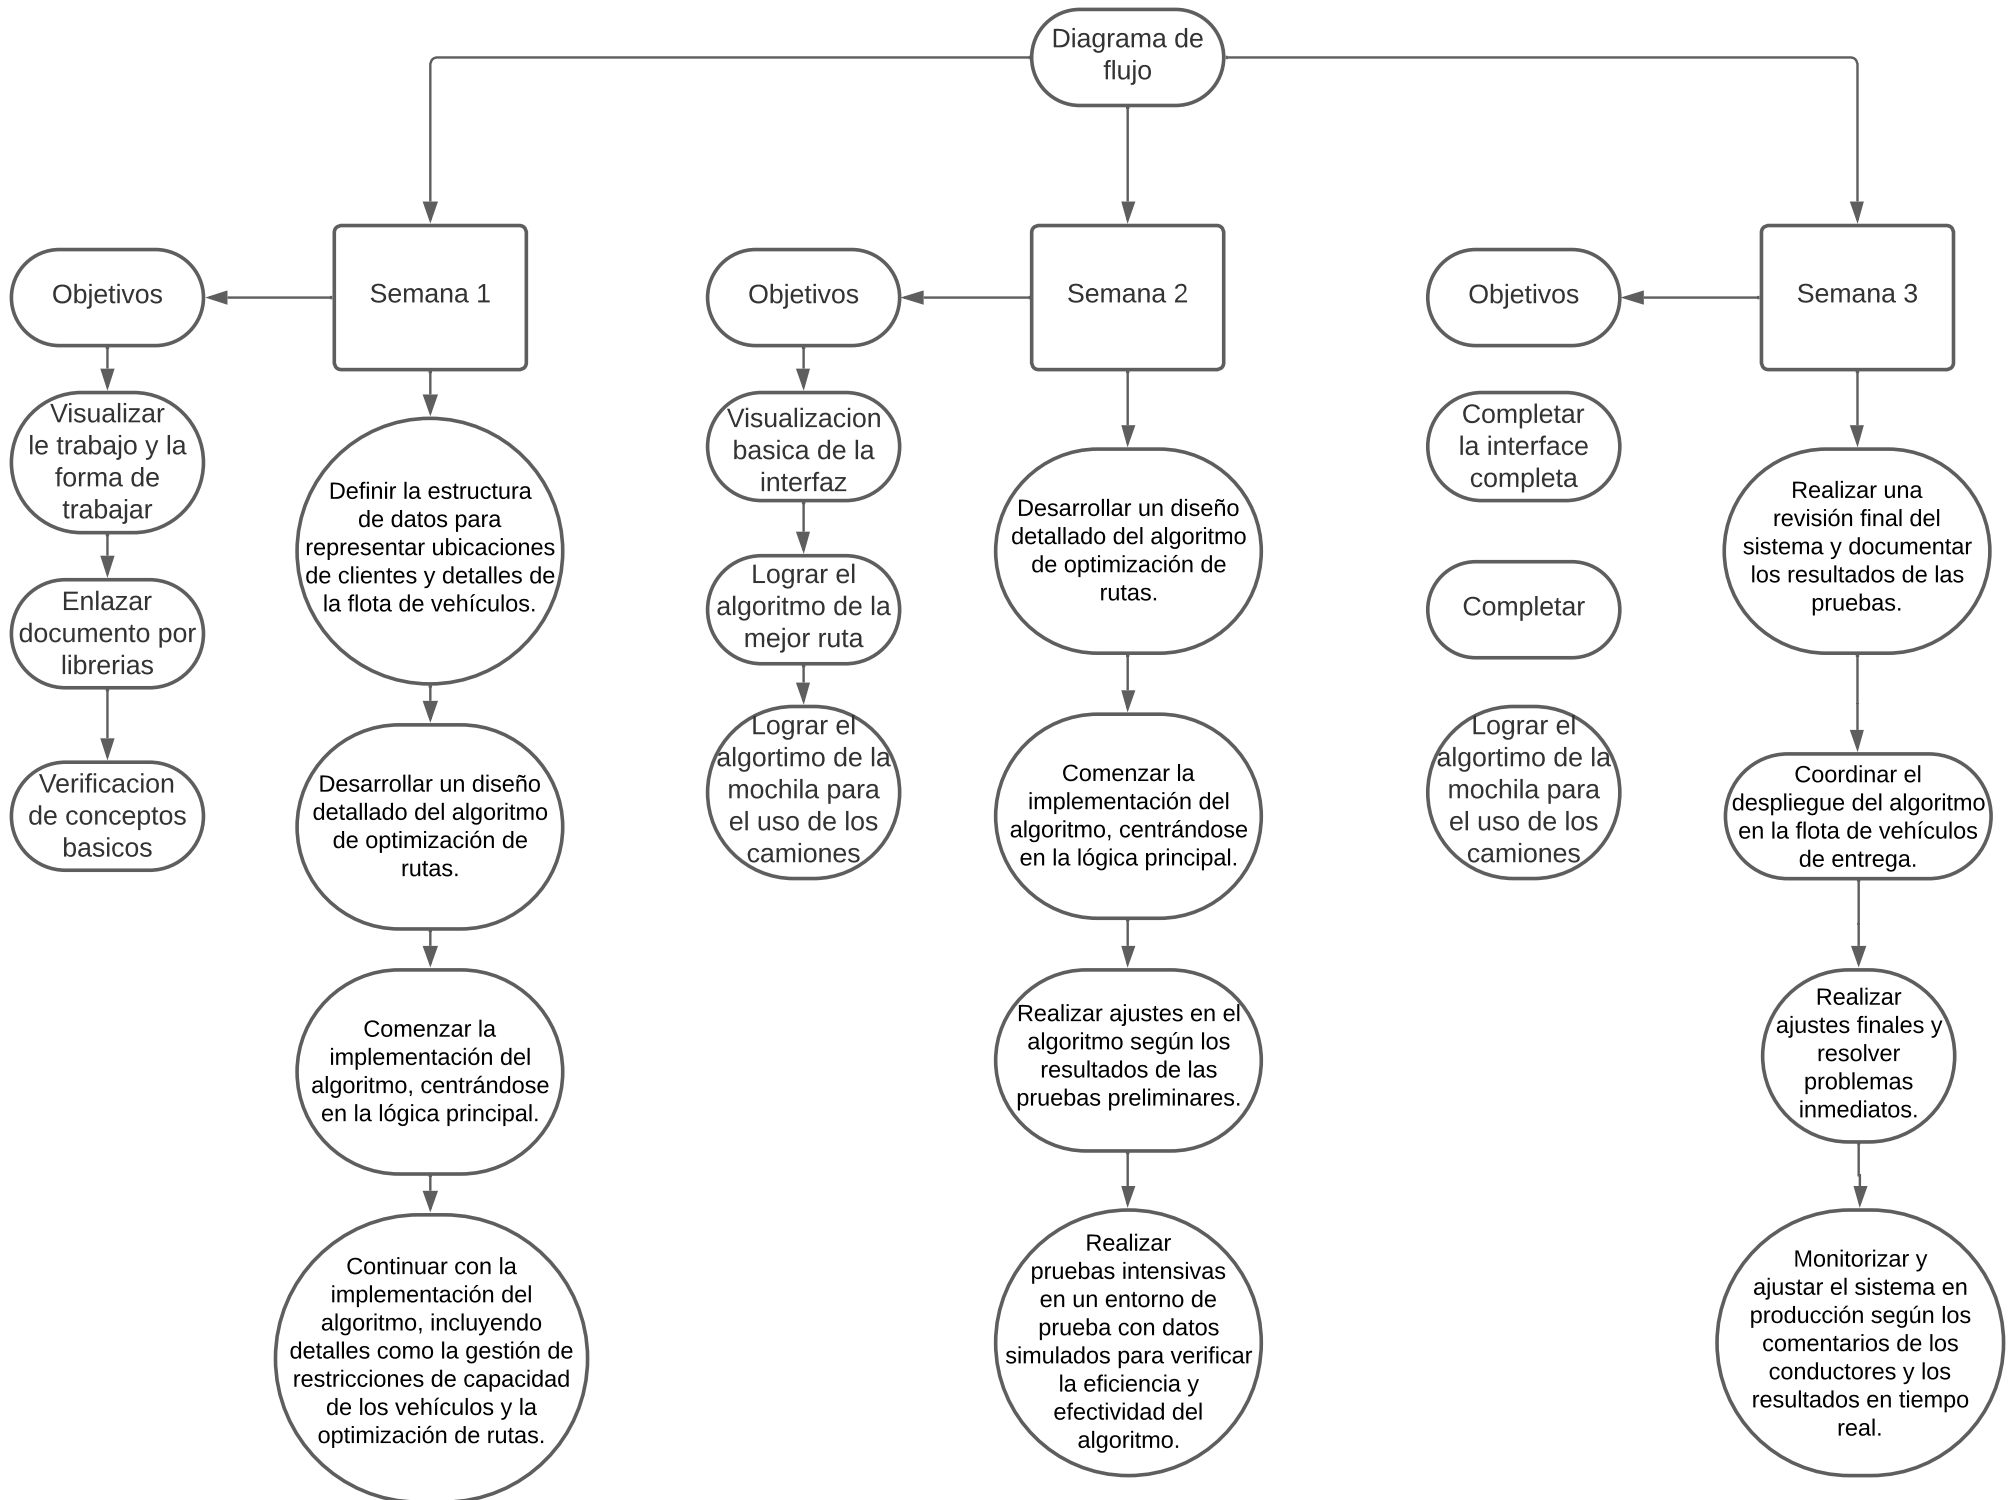 Diagrama de
flujo
Objetivos
Semana 1
Visualizar
le trabajo y la
forma de
trabajar
Enlazar
documento por
librerias
Verificacion
de conceptos
basicos
Definir la estructura
de datos para
representar ubicaciones
de clientes y detalles de
la flota de vehículos.
Desarrollar un diseño
detallado del algoritmo
de optimización de
rutas.
Comenzar la
implementación del
algoritmo, centrándose
en la lógica principal.
Continuar con la
implementación del
algoritmo, incluyendo
detalles como la gestión de
restricciones de capacidad
de los vehículos y la
optimización de rutas.
Objetivos
Semana 2
Visualizacion
basica de la
interfaz
Lograr el
algoritmo de la
mejor ruta
Lograr el
algortimo de la
mochila para
el uso de los
camiones
Desarrollar un diseño
detallado del algoritmo
de optimización de
rutas.
Comenzar la
implementación del
algoritmo, centrándose
en la lógica principal.
Realizar ajustes en el
algoritmo según los
resultados de las
pruebas preliminares.
Realizar
pruebas intensivas
en un entorno de
prueba con datos
simulados para verificar
la eficiencia y
efectividad del
algoritmo.
Objetivos
Semana 3
Completar
la interface
completa
Completar
Lograr el
algortimo de la
mochila para
el uso de los
camiones
Realizar una
revisión final del
sistema y documentar
los resultados de las
pruebas.
Coordinar el
despliegue del algoritmo
en la flota de vehículos
de entrega.
Realizar
ajustes finales y
resolver
problemas
inmediatos.
Monitorizar y
ajustar el sistema en
producción según los
comentarios de los
conductores y los
resultados en tiempo
real.